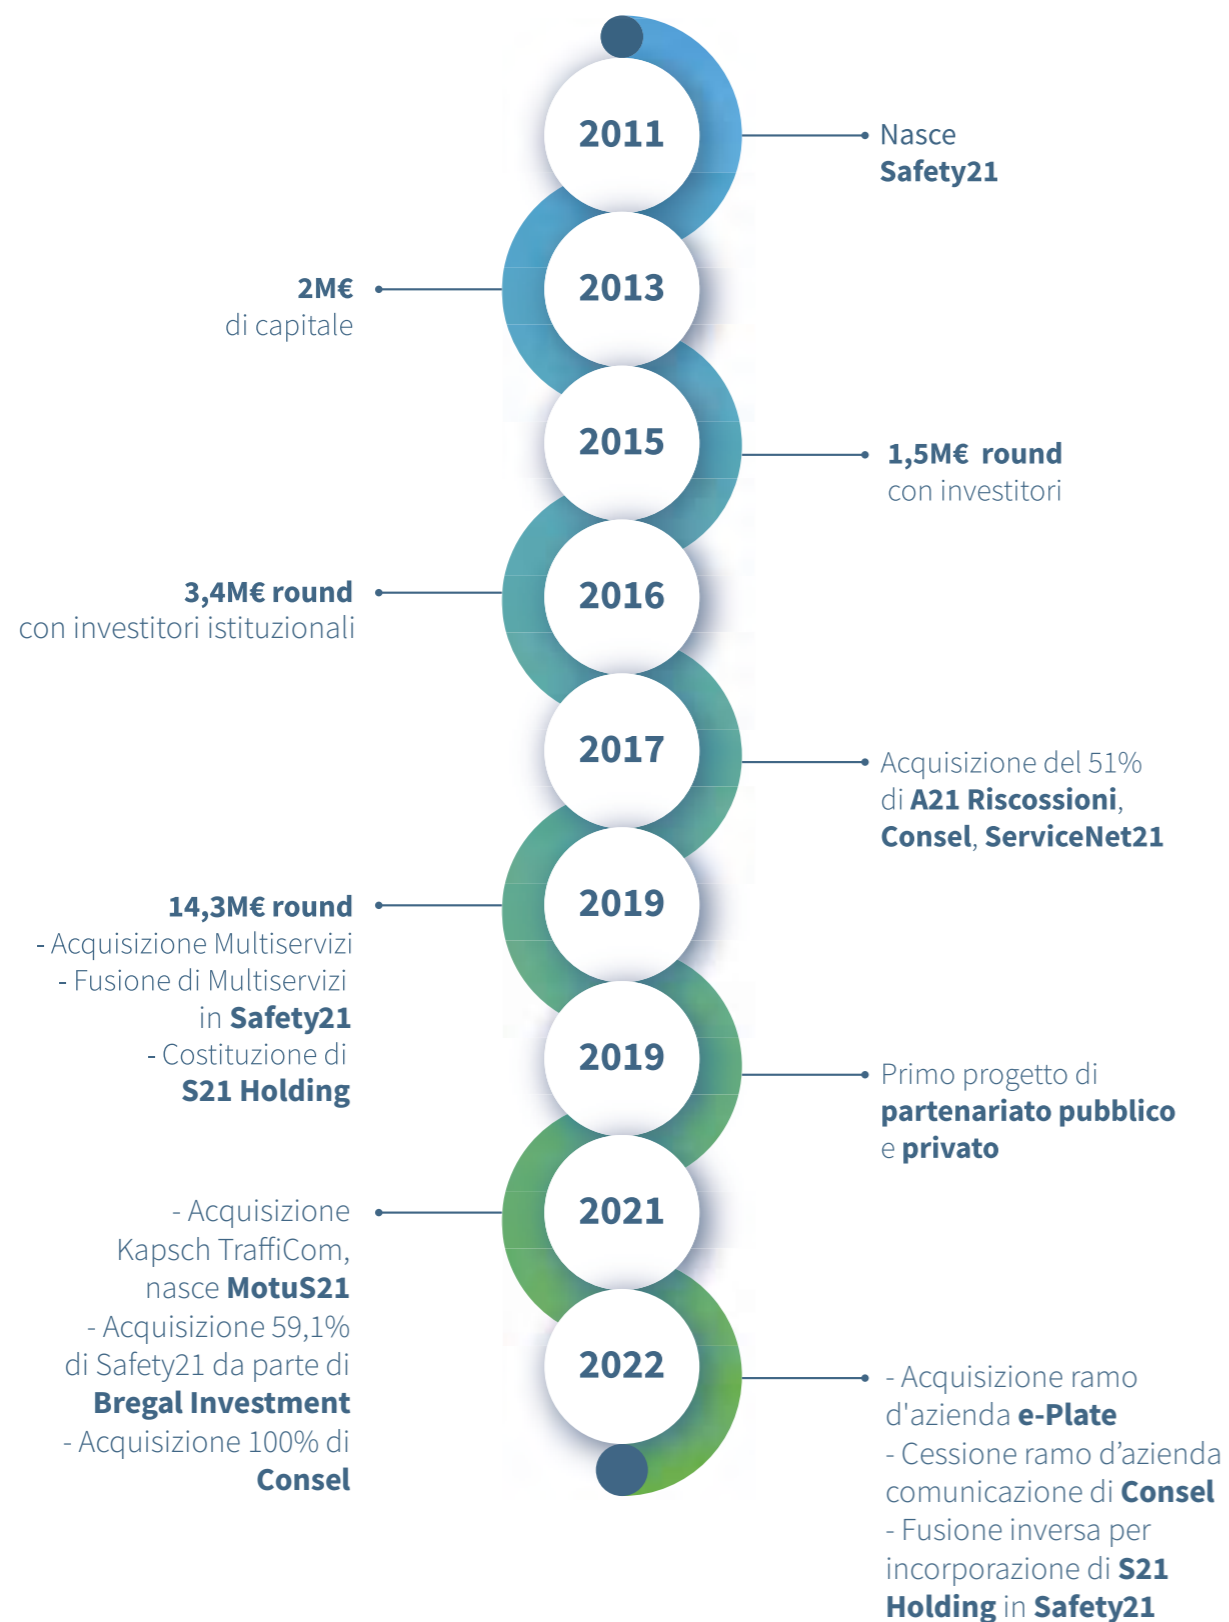 2011
Nasce
Safety21
2013
2M€
di capitale
2015
1,5M€ round
con investitori
2016
3,4M€ round
con investitori istituzionali
2017
Acquisizione del 51%
di A21 Riscossioni,
Consel, ServiceNet21
2019
14,3M€ round
- Acquisizione Multiservizi
- Fusione di Multiservizi
in Safety21
- Costituzione di
S21 Holding
2019
Primo progetto di
partenariato pubblico
e privato
2021
- Acquisizione
Kapsch TraffiCom,
nasce MotuS21
- Acquisizione 59,1%
di Safety21 da parte di
Bregal Investment
- Acquisizione 100% di
Consel
2022
- Acquisizione ramo
d'azienda e-Plate
- Cessione ramo d’azienda
comunicazione di Consel
- Fusione inversa per
incorporazione di S21
Holding in Safety21